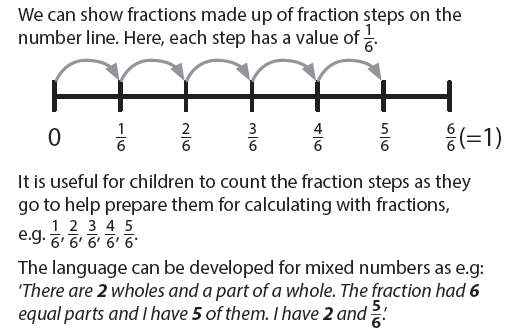 We can show fractions made up of fraction steps on the
number line. Here, each step has a value of 1/6.
0 1/6 2/6 3/6 4/6 5/6 6/6 (=1)
It is useful for children to count the fraction steps as they
go to help prepare them for calculating with fractions,
e.g. 1/6, 2/6, 3/6, 4/6, 5/6.
The language can be developed for mixed numbers as e.g:
‘There are 2 wholes and a part of a whole. The fraction had 6
equal parts and I have 5 of them. I have 2 and 5/6.’